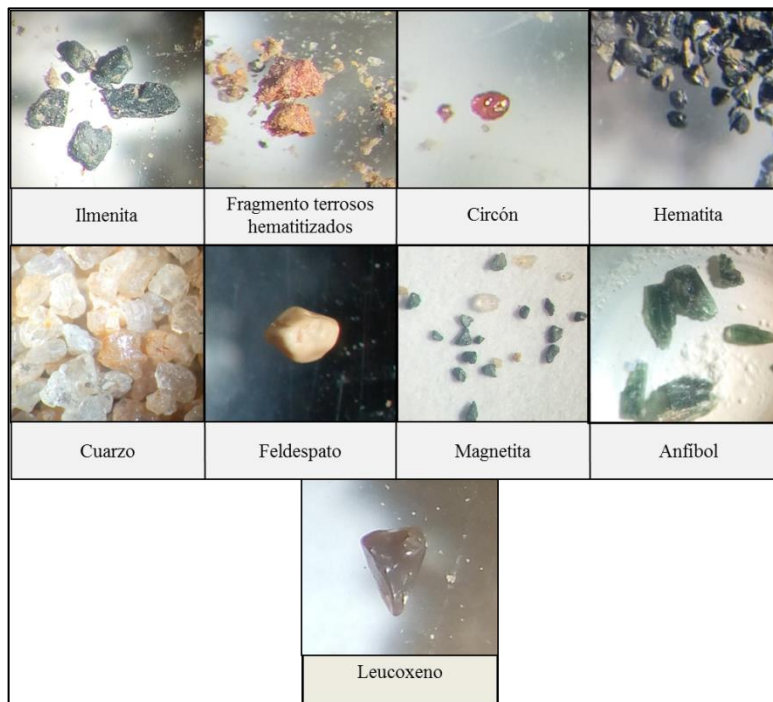 Ilmenita
Fragmento terrosos
hematitizados
Circón
Hematita
Cuarzo
Feldespato
Magnetita
Anfíbol
Leucoxeno